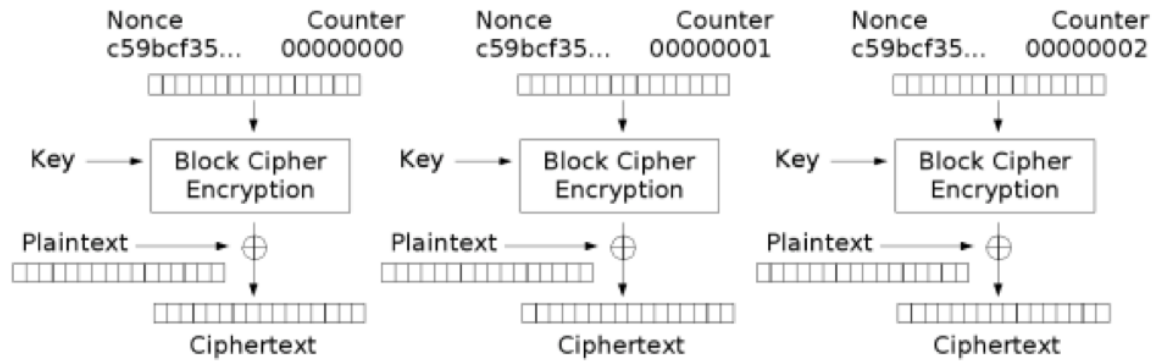 Nonce Counter
c59bcf35... 00000000
Key
Block Cipher
Encryption
Plaintext
Ciphertext
Nonce Counter
c59bcf35... 00000001
Key
Block Cipher
Encryption
Plaintext
Ciphertext
Nonce Counter
c59bcf35... 00000002
Key
Block Cipher
Encryption
Plaintext
Ciphertext